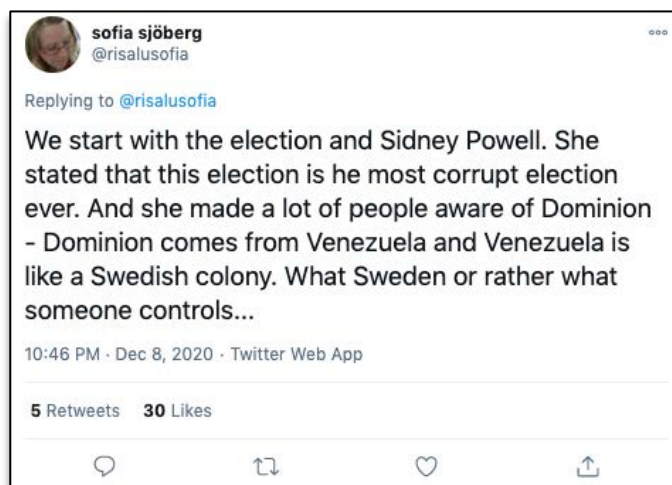 sofia sjöberg
@risalusofia
Replying to @risalusofia
We start with the election and Sidney Powell. She
stated that this election is he most corrupt election
ever. And she made a lot of people aware of Dominion
- Dominion comes from Venezuela and Venezuela is
like a Swedish colony. What Sweden or rather what
someone controls...
10:46 PM · Dec 8, 2020 · Twitter Web App
5 Retweets 30 Likes